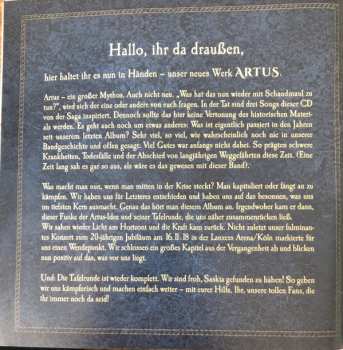 Hallo, ihr da draußen,
hier haltet ihr es nun in Händen – unser neues Werk ARTUS.
Artus – ein großer Mythos. Auch nicht neu. „Was hat das nun wieder mit Schandmaul zu
tun?“, wird sich der eine oder andere von euch fragen. In der Tat sind drei Songs dieser CD
von der Saga inspiriert. Dennoch sollte das hier keine Vertonung des historischen Materi-
als werden. Es geht auch noch um etwas anderes: Was ist eigentlich passiert in den Jahren
seit unserem letzten Album? Sehr viel, so viel, wie wahrscheinlich noch nie in unserer
Bandgeschichte und offen gesagt: Viel Gutes war anfangs nicht dabei. So prägten schwere
Krankheiten, Todesfälle und der Abschied von langjährigen Weggefährten diese Zeit. (Eine
Zeit lang sah es gar so aus, als wäre es das gewesen mit dieser Band).
Was macht man nun, wenn man mitten in der Krise steckt? Man kapituliert oder fängt an zu
kämpfen. Wir haben uns für Letzteres entschieden und haben uns auf das besonnen, was uns
im tiefsten Kern ausmacht. Genau das hört man diesem Album an. Irgendwoher kam er dann,
dieser Funke der Artus-Idee und seiner Tafelrunde, die uns näher zusammenrücken ließ.
Wir sahen wieder Licht am Horizont und die Kraft kam zurück. Nicht zuletzt unser fulminan-
tes Konzert zum 20-jährigen Jubiläum am 16.11.18 in der Lanxess Arena/Köln markierte für
uns einen Wendepunkt. Wir schlossen ein großes Kapitel aus der Vergangenheit ab und blicken
nun positiv auf das, was vor uns liegt.
Und: Die Tafelrunde ist wieder komplett. Wir sind froh, Saskia gefunden zu haben! So gehen
wir uns kämpferisch und machen einfach weiter – mit eurer Hilfe. Ihr, unsere tollen Fans, die
ihr immer noch da seid!